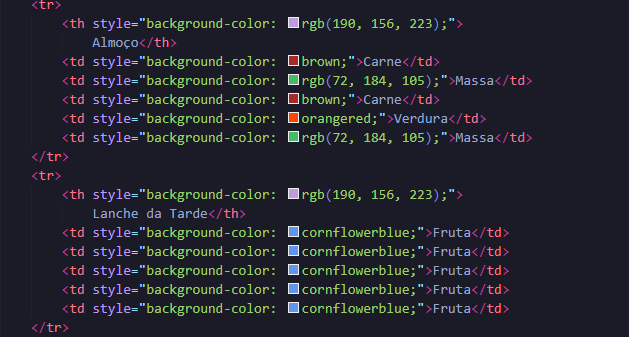 <tr>
<th style="background-color: rgb(190, 156, 223);">
Almoço</th>
<td style="background-color: brown;">Carne</td>
<td style="background-color: rgb(72, 184, 105);">Massa</td>
<td style="background-color: brown;">Carne</td>
<td style="background-color: orangered;">Verdura</td>
<td style="background-color: rgb(72, 184, 105);">Massa</td>
</tr>
<tr>
<th style="background-color: rgb(190, 156, 223);">
Lanche da Tarde</th>
<td style="background-color: cornflowerblue;">Fruta</td>
<td style="background-color: cornflowerblue;">Fruta</td>
<td style="background-color: cornflowerblue;">Fruta</td>
<td style="background-color: cornflowerblue;">Fruta</td>
<td style="background-color: cornflowerblue;">Fruta</td>
</tr>